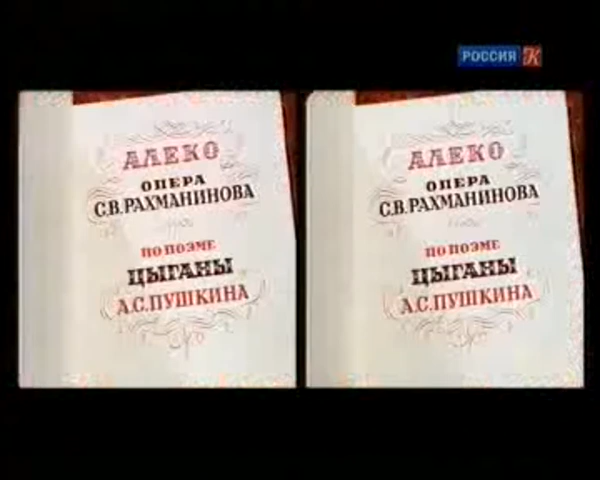 РОССИЯ К
АЛЕКО
ОПЕРА
С.В.РАХМАНИНОВА
ПО ПОЭМЕ
ЦЫГАНЫ
А.С.ПУШКИНА
АЛЕКО
ОПЕРА
С.В.РАХМАНИНОВА
ПО ПОЭМЕ
ЦЫГАНЫ
А.С.ПУШКИНА